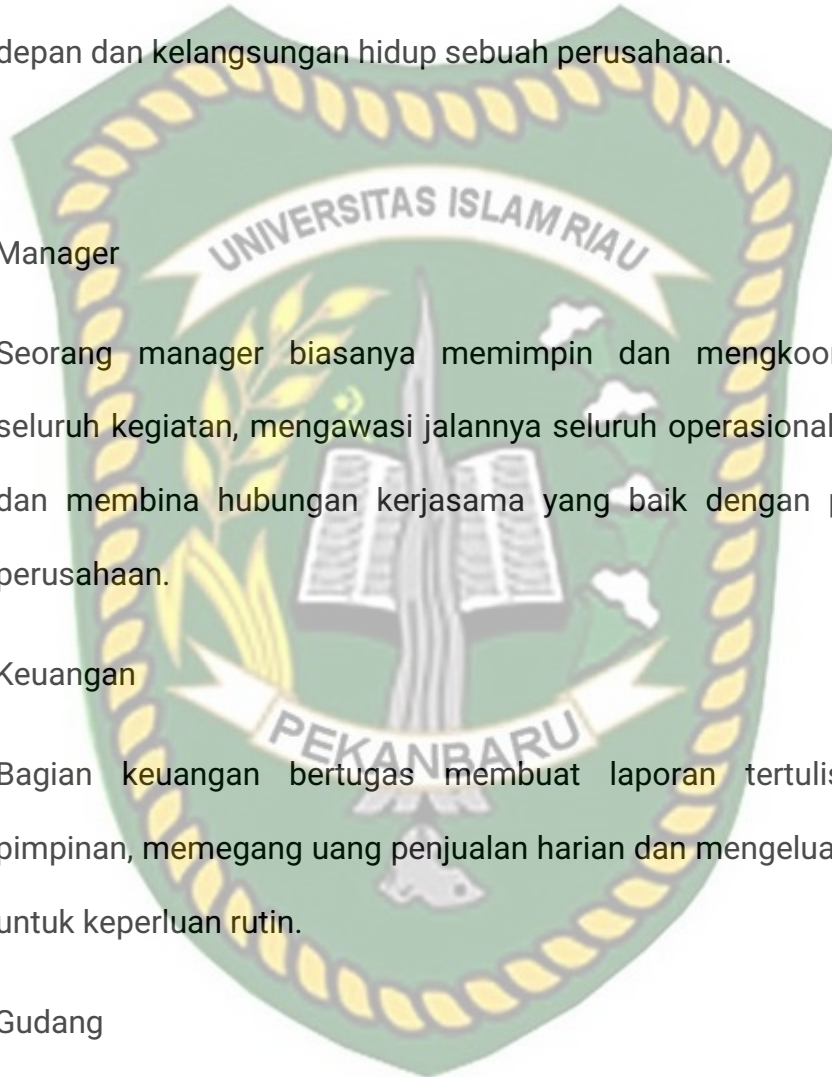 depan dan kelangsungan hidup sebuah perusahaan.
UNIVERSITAS ISLAM RIAU
Manager
Seorang manager biasanya memimpin dan mengkoor
seluruh kegiatan, mengawasi jalannya seluruh operasional
dan membina hubungan kerjasama yang baik dengan p
perusahaan.
Keuangan
PEKANBARU
Bagian keuangan bertugas membuat laporan tertulis
pimpinan, memegang uang penjualan harian dan mengelua
untuk keperluan rutin.
Gudang